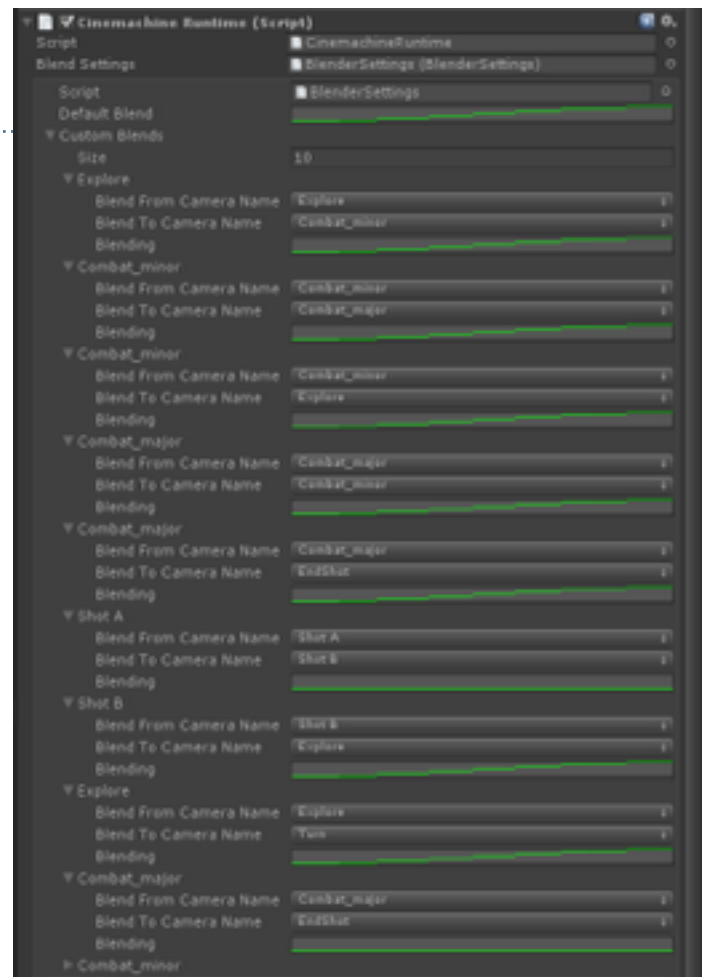 Cinemachine Runtime (Script)
Script CinemachineRuntime
Blend Settings BlenderSettings (BlenderSettings)
Script BlenderSettings
Default Blend
Custom Blends
Size 10
Explore
Blend From Camera Name Explore
Blend To Camera Name Combat_minor
Blending
Combat_minor
Blend From Camera Name Combat_minor
Blend To Camera Name Combat_major
Blending
Combat_minor
Blend From Camera Name Combat_minor
Blend To Camera Name Explore
Blending
Combat_major
Blend From Camera Name Combat_major
Blend To Camera Name Combat_minor
Blending
Combat_major
Blend From Camera Name Combat_major
Blend To Camera Name EndShot
Blending
Shot A
Blend From Camera Name Shot A
Blend To Camera Name Shot B
Blending
Shot B
Blend From Camera Name Shot B
Blend To Camera Name Explore
Blending
Explore
Blend From Camera Name Explore
Blend To Camera Name Turn
Blending
Combat_major
Blend From Camera Name Combat_major
Blend To Camera Name EndShot
Blending
Combat_minor